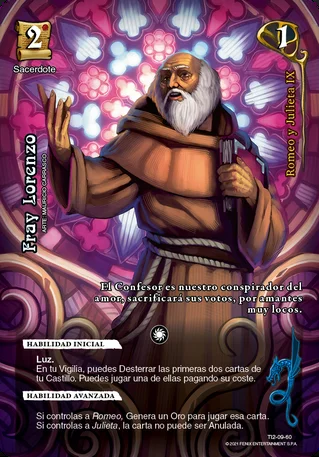 2
1
Sacerdote
Romeo y Julieta IX
Fray Lorenzo
ARTE: MAURICIO CARRASCO
El Confesor es nuestro conspirador del
amor, sacrificará sus votos, por amantes
muy locos.
HABILIDAD INICIAL
Luz.
En tu Vigilia, puedes Desterrar las primeras dos cartas de
tu Castillo. Puedes jugar una de ellas pagando su coste.
HABILIDAD AVANZADA
Si controlas a Romeo, Genera un Oro para jugar esa carta.
Si controlas a Julieta, la carta no puede ser Anulada.
TI2-09-60
©2021 FENIX ENTERTAINMENT S.P.A.